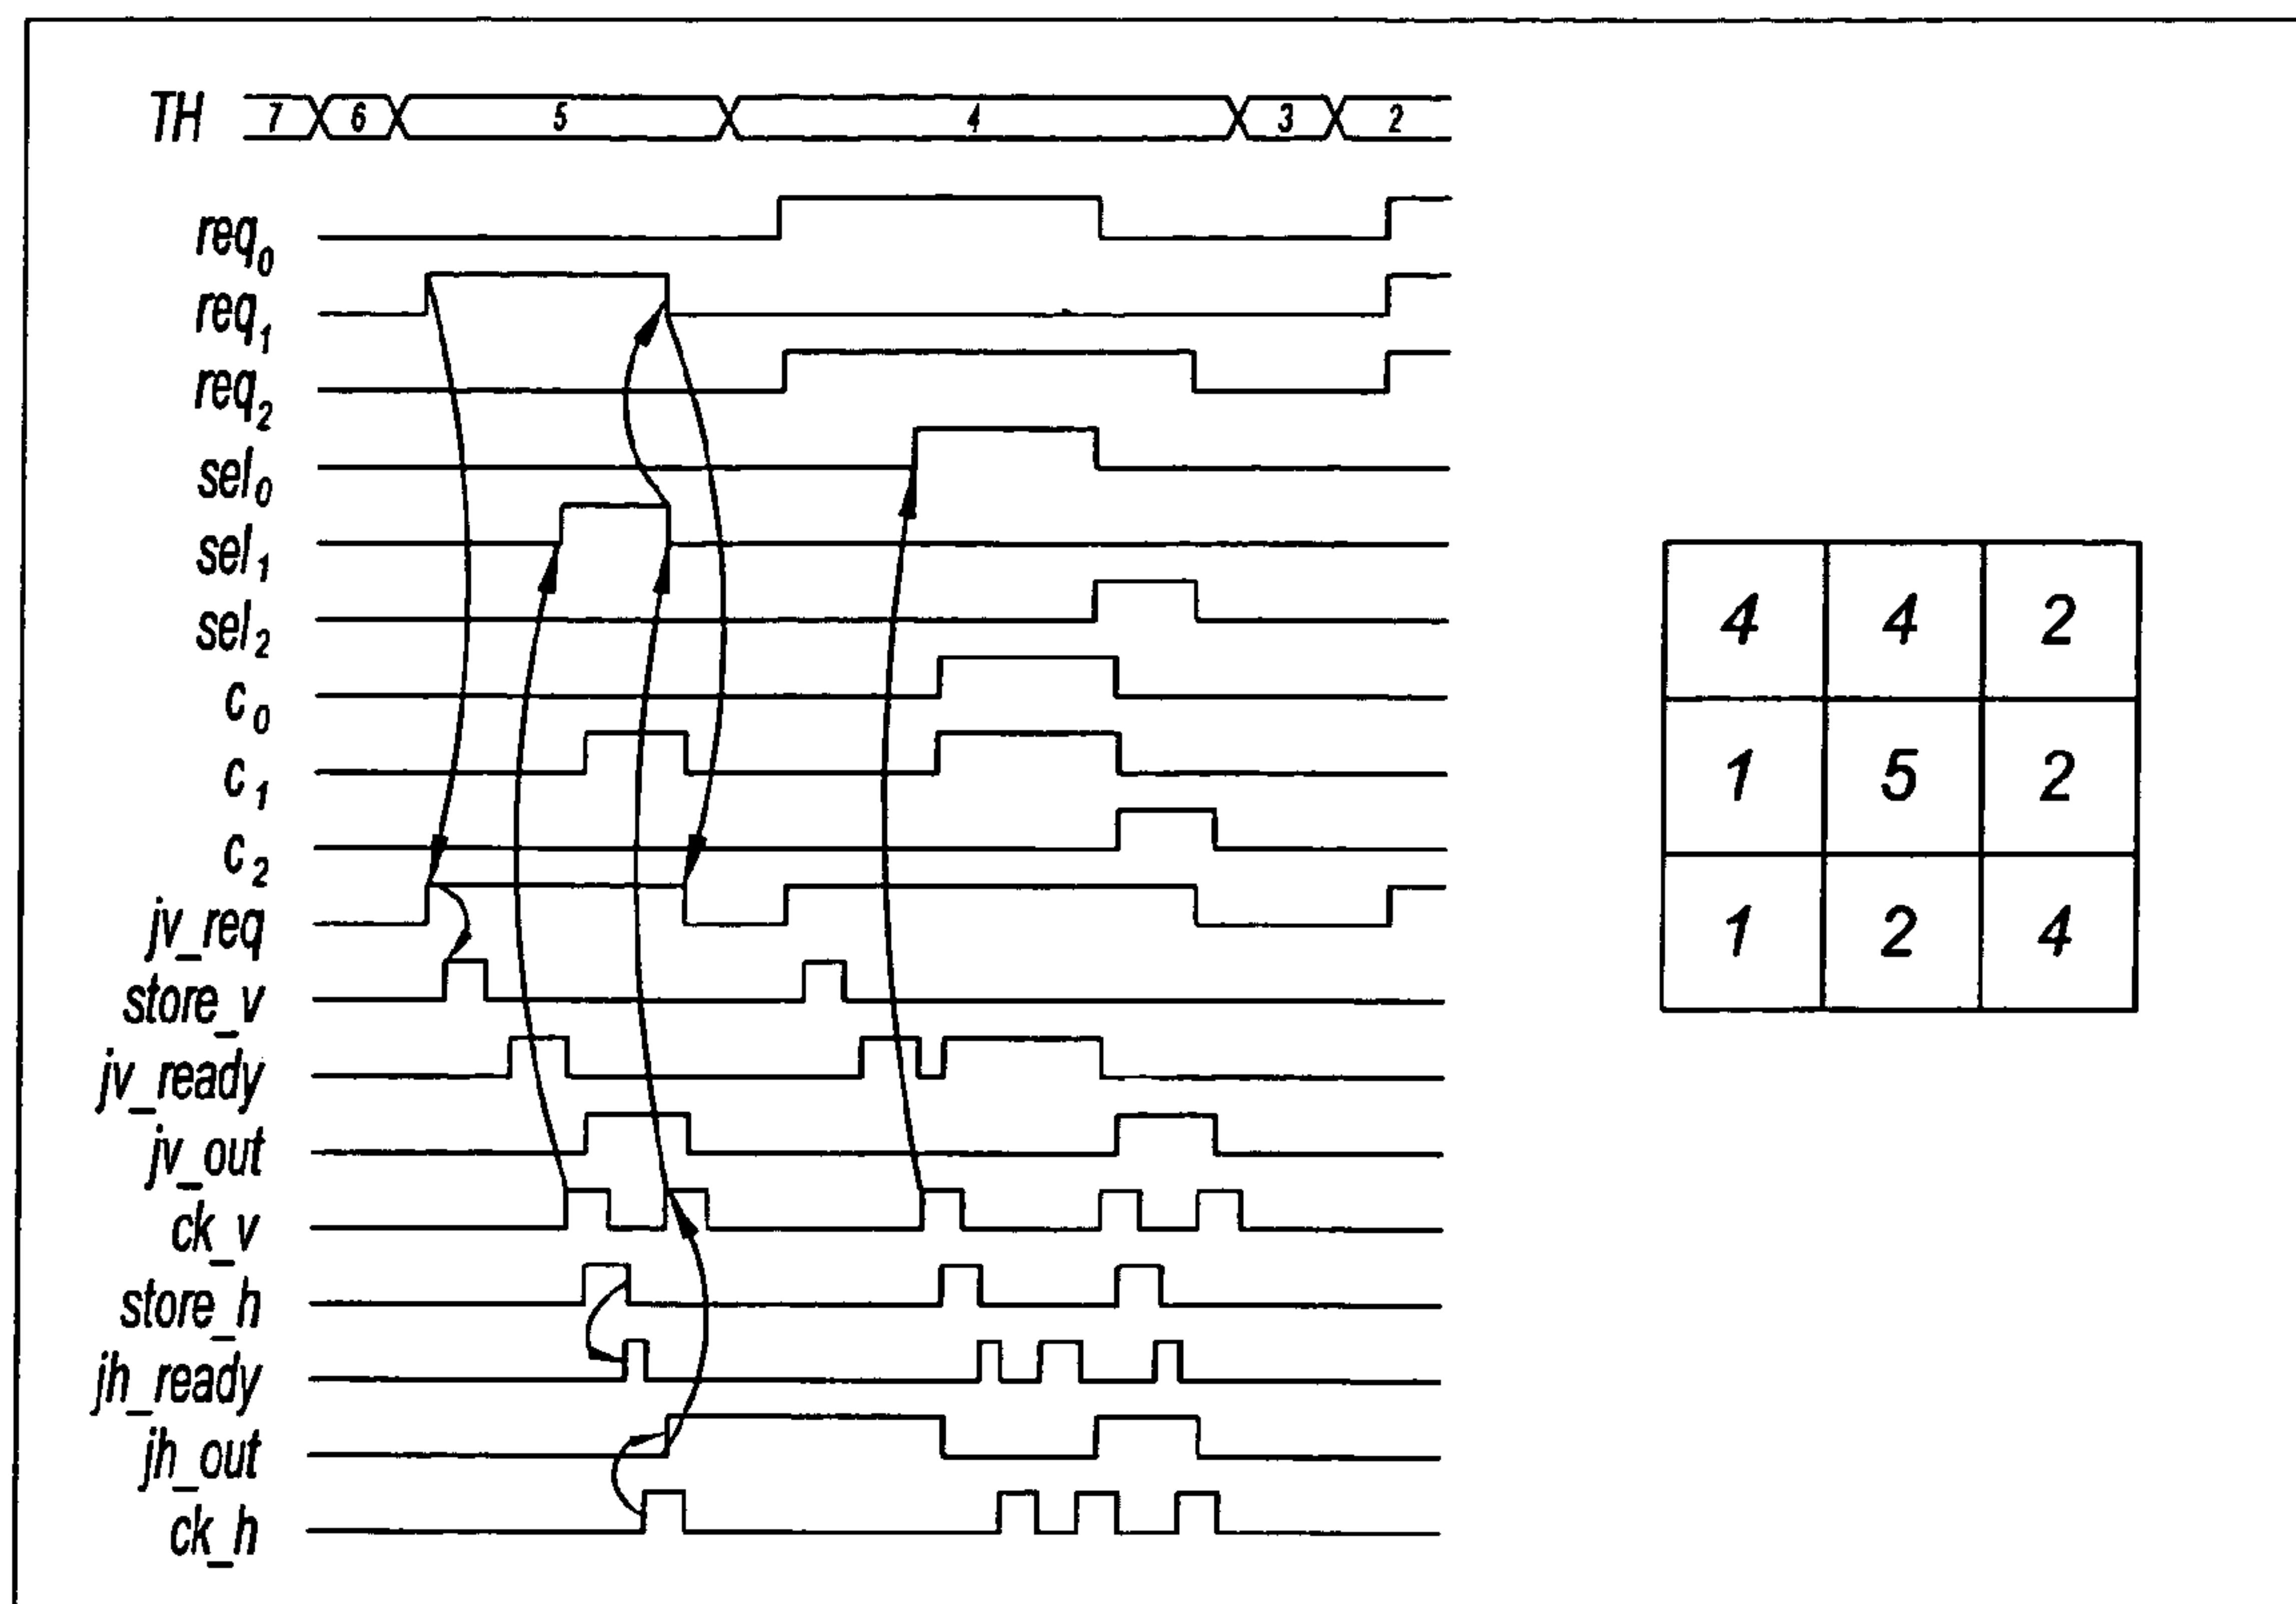 TH 7 6 5 4 3 2
req0
req1
req2
sel0
sel1
sel2
c0
c1
c2
jv_req
store_v
jv_ready
jv_out
ck_v
store_h
jh_ready
jh_out
ck_h
4 4 2
1 5 2
1 2 4